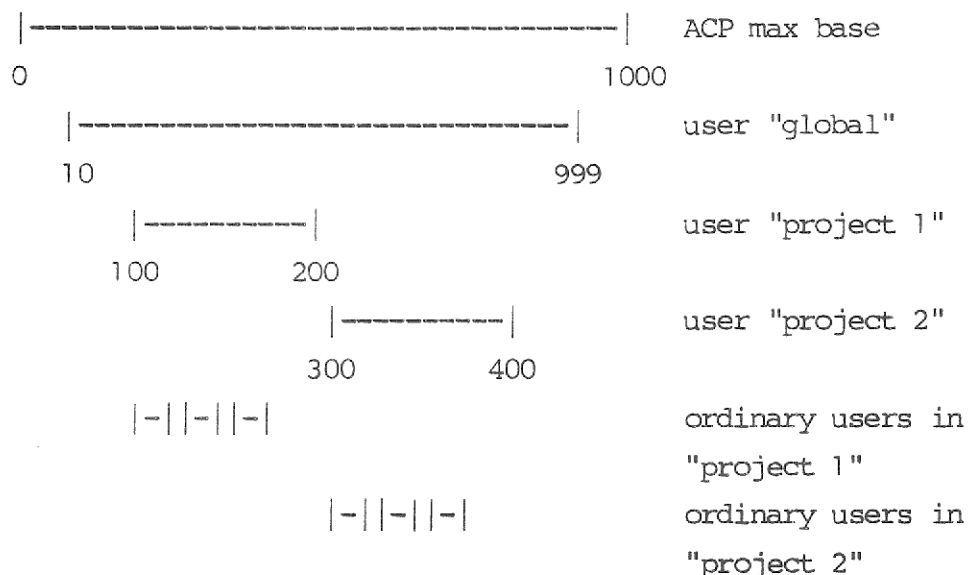 |------------------------------------| ACP max base
0 1000
|------------------------------| user "global"
10 999
|----------| user "project 1"
100 200
|----------| user "project 2"
300 400
|-||-||-| ordinary users in
"project 1"
|-||-||-| ordinary users in
"project 2"